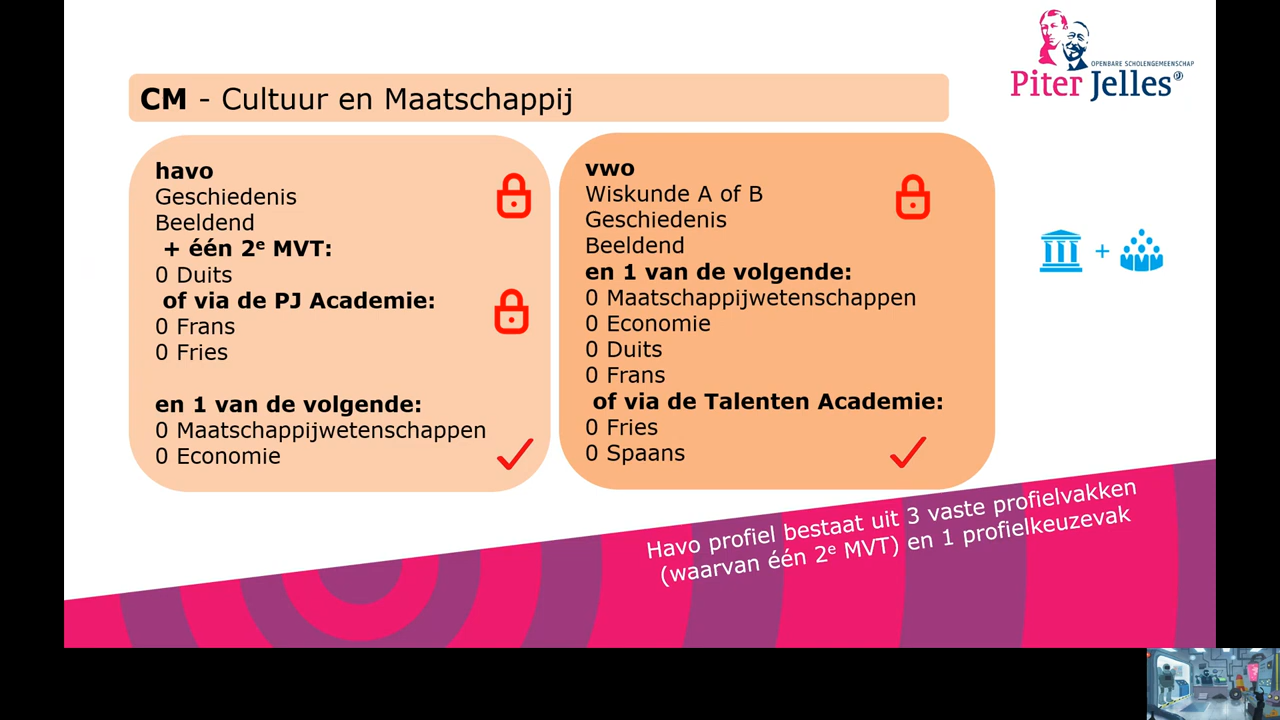 OPENBARE SCHOLENGEMEENSCHAP
Piter Jelles
CM - Cultuur en Maatschappij
havo
Geschiedenis
Beeldend
+ één 2e MVT:
0 Duits
of via de PJ Academie:
0 Frans
0 Fries
en 1 van de volgende:
0 Maatschappijwetenschappen
0 Economie
vwo
Wiskunde A of B
Geschiedenis
Beeldend
en 1 van de volgende:
0 Maatschappijwetenschappen
0 Economie
0 Duits
0 Frans
of via de Talenten Academie:
0 Fries
0 Spaans
+
Havo profiel bestaat uit 3 vaste profielvakken
(waarvan één 2e MVT) en 1 profielkeuzevak